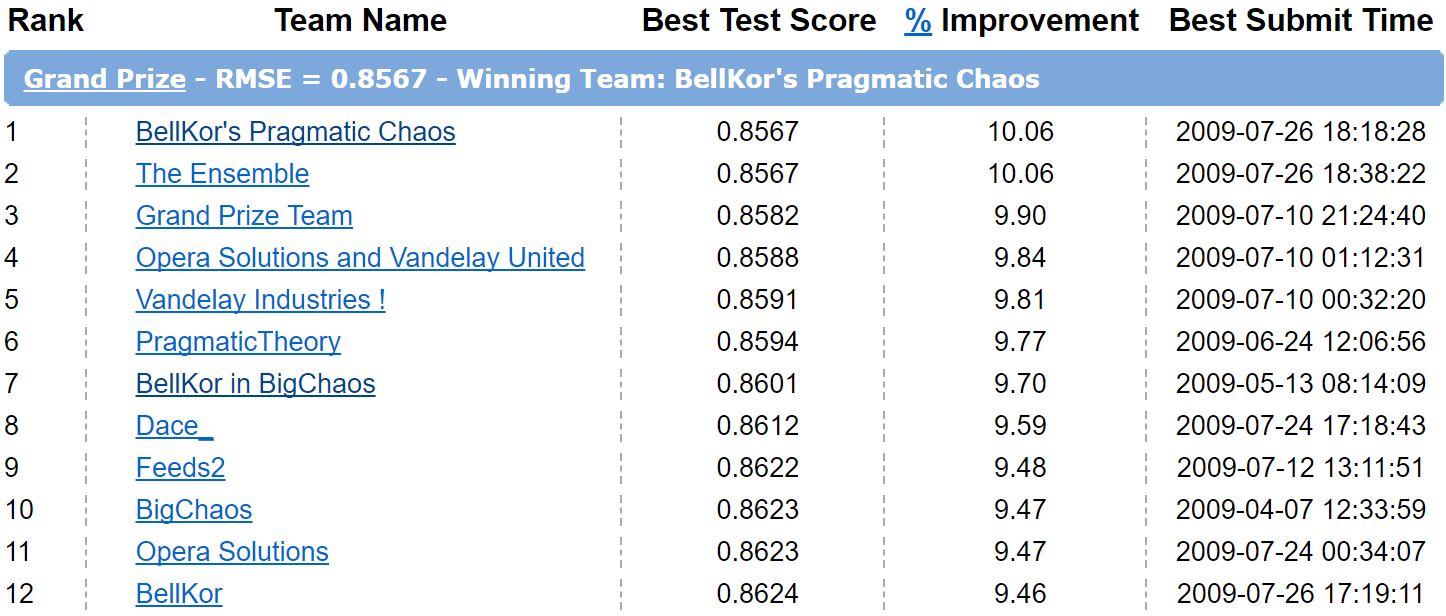 Rank Team Name Best Test Score % Improvement Best Submit Time
Grand Prize - RMSE = 0.8567 - Winning Team: BellKor's Pragmatic Chaos
1 BellKor's Pragmatic Chaos 0.8567 10.06 2009-07-26 18:18:28
2 The Ensemble 0.8567 10.06 2009-07-26 18:38:22
3 Grand Prize Team 0.8582 9.90 2009-07-10 21:24:40
4 Opera Solutions and Vandelay United 0.8588 9.84 2009-07-10 01:12:31
5 Vandelay Industries ! 0.8591 9.81 2009-07-10 00:32:20
6 PragmaticTheory 0.8594 9.77 2009-06-24 12:06:56
7 BellKor in BigChaos 0.8601 9.70 2009-05-13 08:14:09
8 Dace_ 0.8612 9.59 2009-07-24 17:18:43
9 Feeds2 0.8622 9.48 2009-07-12 13:11:51
10 BigChaos 0.8623 9.47 2009-04-07 12:33:59
11 Opera Solutions 0.8623 9.47 2009-07-24 00:34:07
12 BellKor 0.8624 9.46 2009-07-26 17:19:11